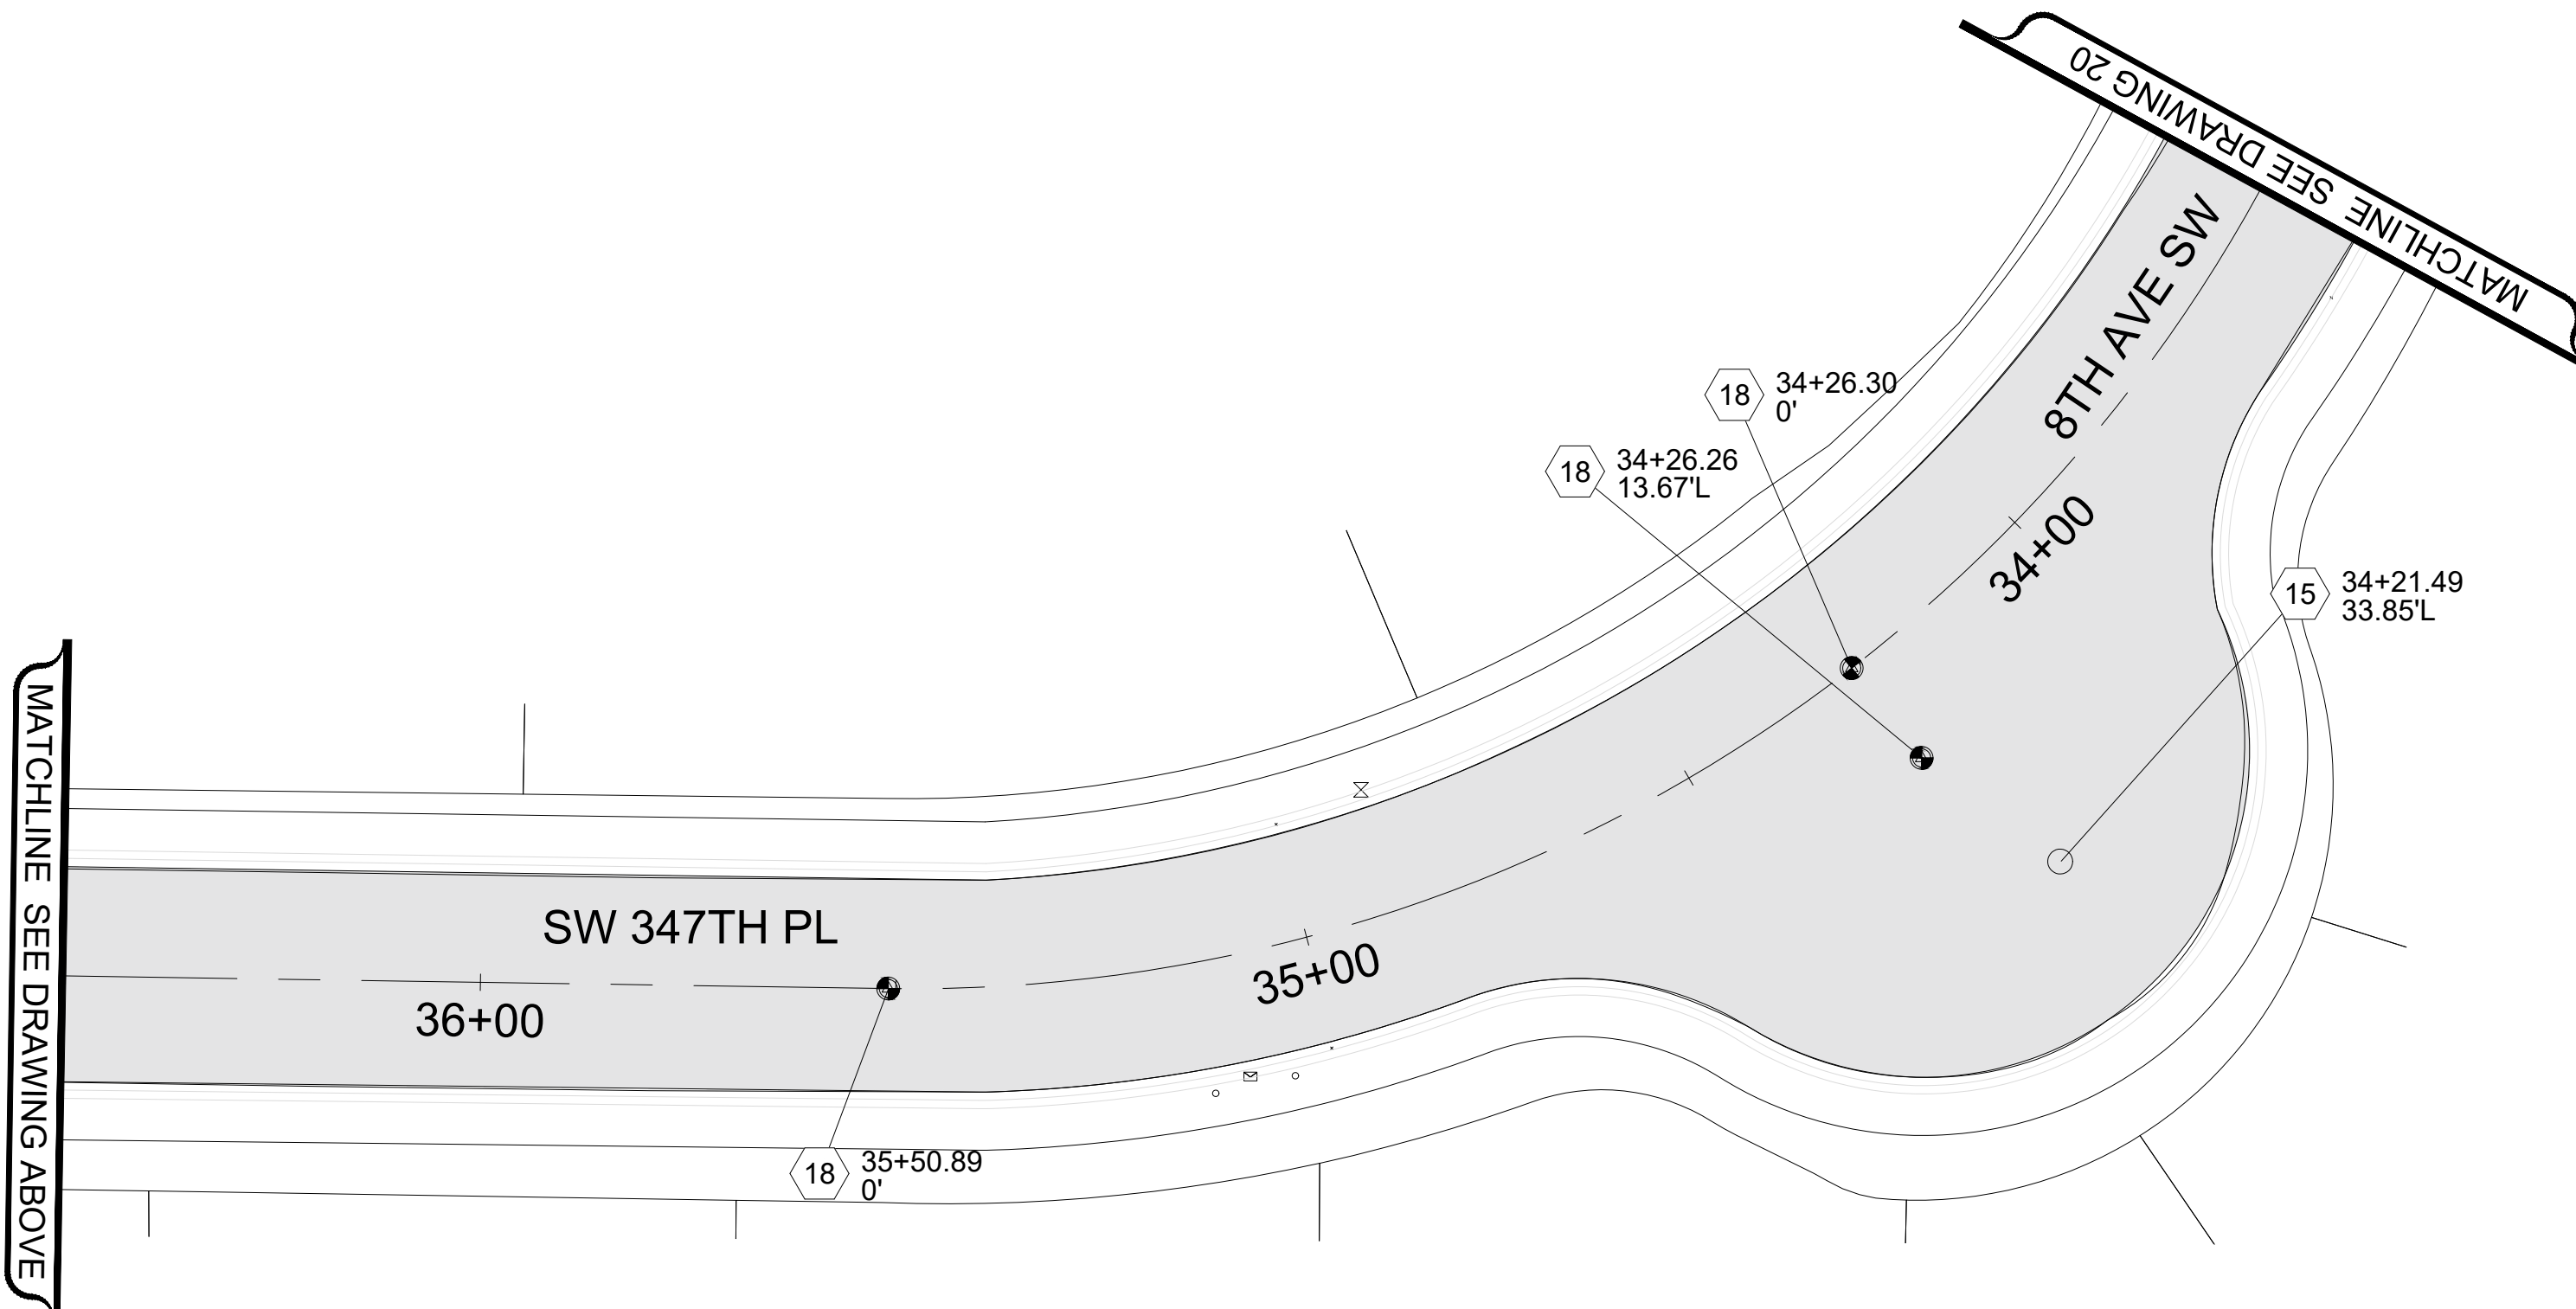 MATCHLINE SEE DRAWING 20
8TH AVE SW
18
34+26.30
0'
18
34+26.26
13.67'L
34+00
15
34+21.49
33.85'L
MATCHLINE SEE DRAWING ABOVE
SW 347TH PL
35+00
36+00
18
35+50.89
0'